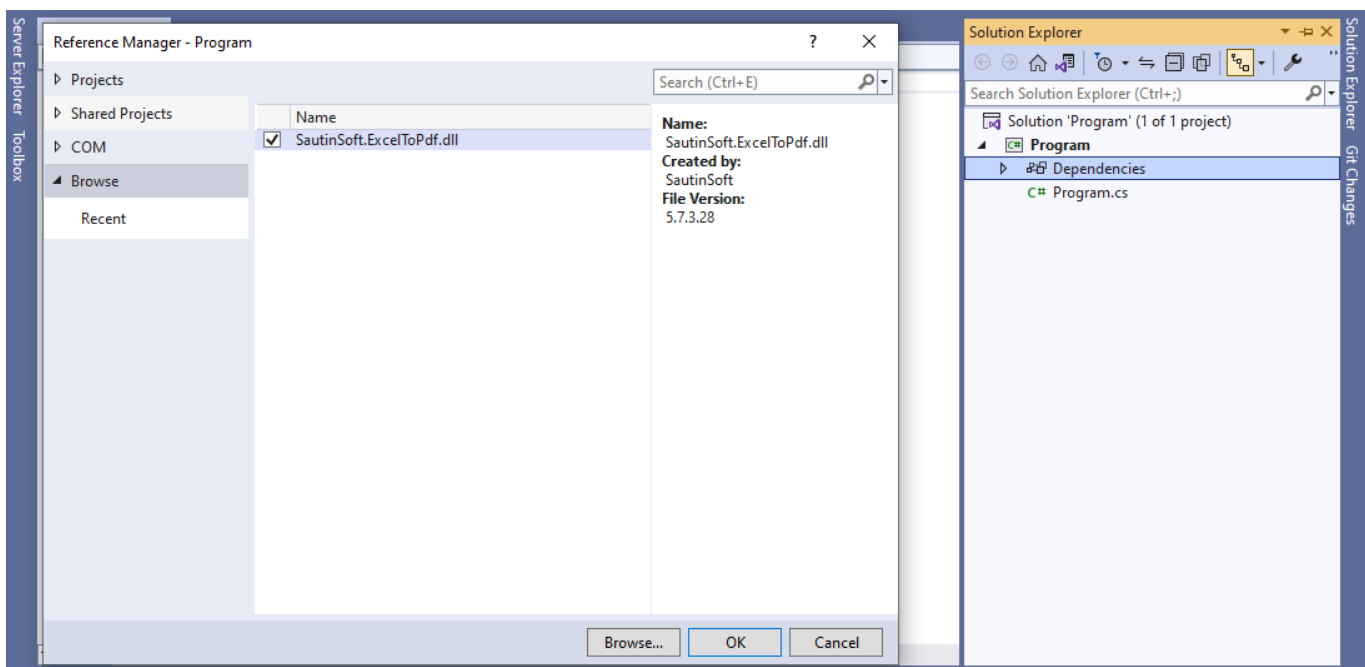 Server Explorer
Toolbox
Reference Manager - Program
?
Projects
Shared Projects
COM
Browse
Recent
Search (Ctrl+E)
Name
SautinSoft.ExcelToPdf.dll
Name:
SautinSoft.ExcelToPdf.dll
Created by:
SautinSoft
File Version:
5.7.3.28
Browse...
OK
Cancel
Solution Explorer
Search Solution Explorer (Ctrl+;)
Solution 'Program' (1 of 1 project)
C# Program
Dependencies
C# Program.cs
Solution Explorer
Git Changes